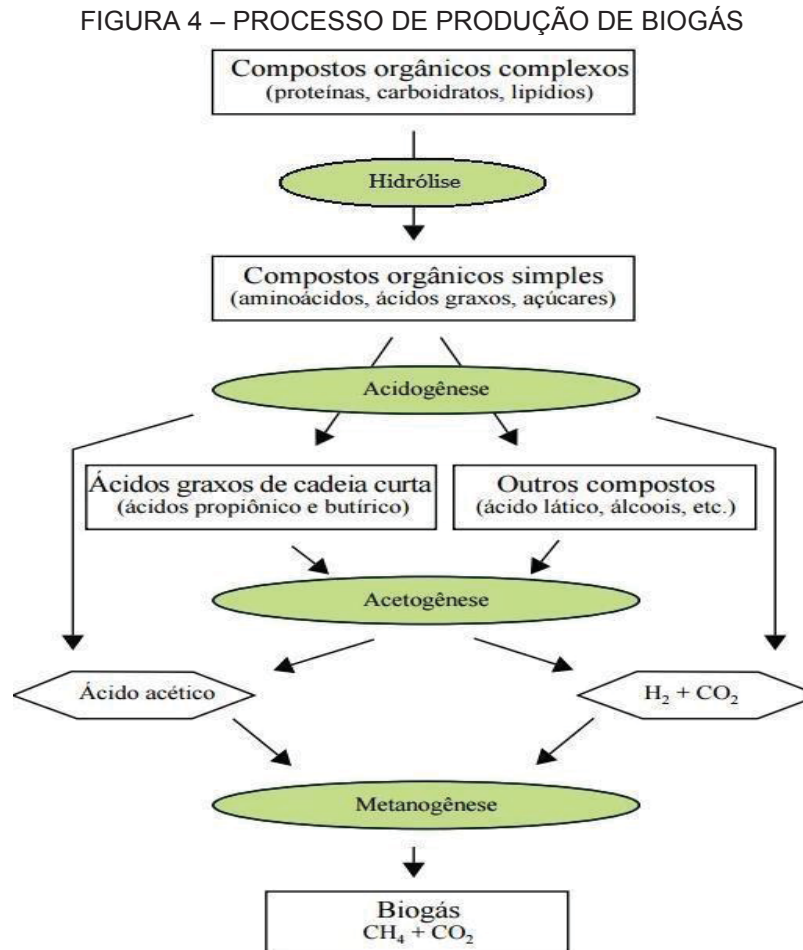 FIGURA 4 – PROCESSO DE PRODUÇÃO DE BIOGÁS
Compostos orgânicos complexos
(proteínas, carboidratos, lipídios)
Hidrólise
Compostos orgânicos simples
(aminoácidos, ácidos graxos, açúcares)
Acidogênese
Ácidos graxos de cadeia curta
(ácidos propiônico e butírico)
Outros compostos
(ácido lático, álcoois, etc.)
Acetogênese
Ácido acético
H₂ + CO₂
Metanogênese
Biogás
CH₄ + CO₂